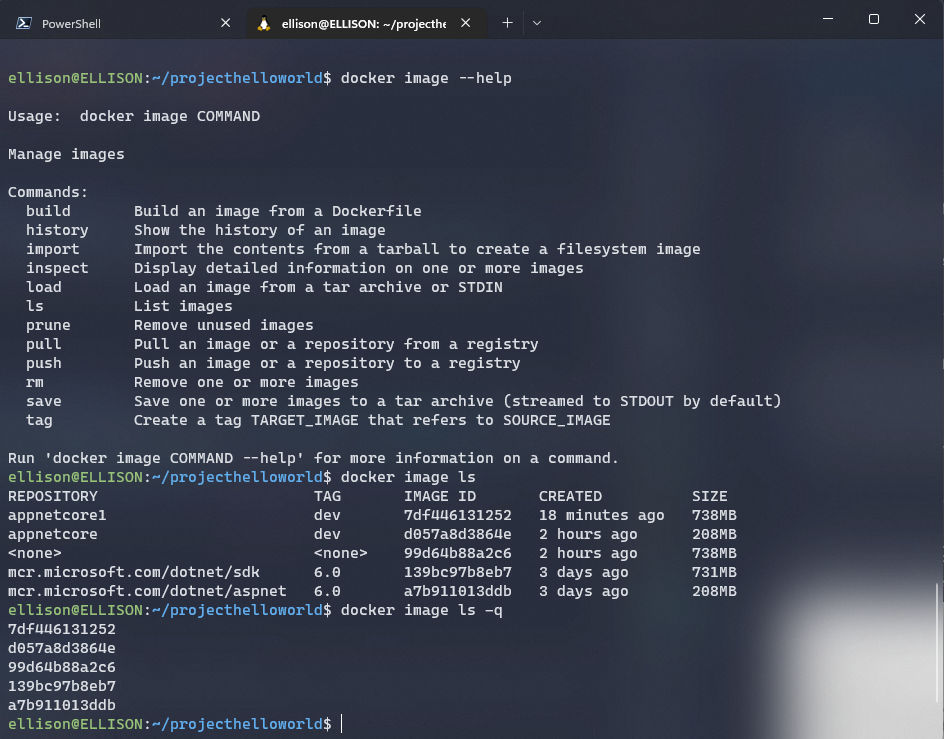 PowerShell
ellison@ELLISON: ~/projecthe
ellison@ELLISON:~/projecthelloworld$ docker image --help
Usage:  docker image COMMAND
Manage images
Commands:
  build       Build an image from a Dockerfile
  history     Show the history of an image
  import      Import the contents from a tarball to create a filesystem image
  inspect     Display detailed information on one or more images
  load        Load an image from a tar archive or STDIN
  ls          List images
  prune       Remove unused images
  pull        Pull an image or a repository from a registry
  push        Push an image or a repository to a registry
  rm          Remove one or more images
  save        Save one or more images to a tar archive (streamed to STDOUT by default)
  tag         Create a tag TARGET_IMAGE that refers to SOURCE_IMAGE
Run 'docker image COMMAND --help' for more information on a command.
ellison@ELLISON:~/projecthelloworld$ docker image ls
REPOSITORY                        TAG       IMAGE ID       CREATED          SIZE
appnetcore1                       dev       7df446131252   18 minutes ago   738MB
appnetcore                        dev       d057a8d3864e   2 hours ago      208MB
<none>                            <none>    99d64b88a2c6   2 hours ago      738MB
mcr.microsoft.com/dotnet/sdk      6.0       139bc97b8eb7   3 days ago       731MB
mcr.microsoft.com/dotnet/aspnet   6.0       a7b911013ddb   3 days ago       208MB
ellison@ELLISON:~/projecthelloworld$ docker image ls -q
7df446131252
d057a8d3864e
99d64b88a2c6
139bc97b8eb7
a7b911013ddb
ellison@ELLISON:~/projecthelloworld$